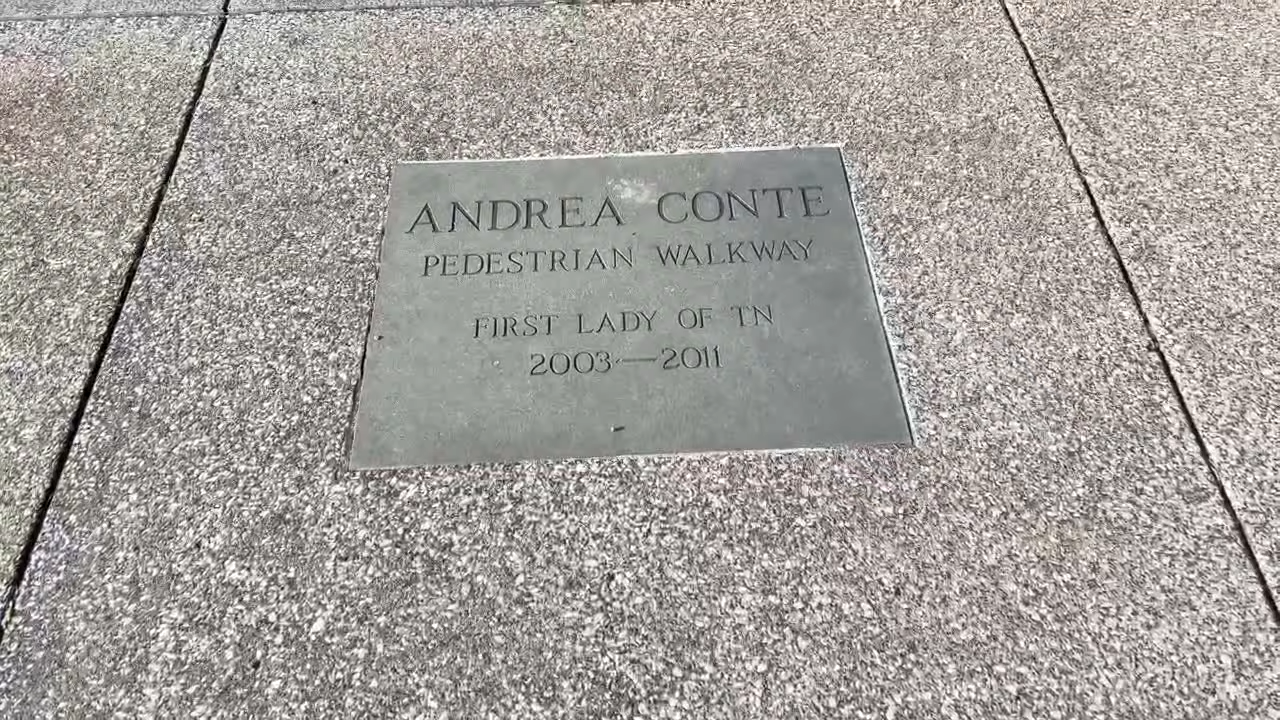 ANDREA CONTE
PEDESTRIAN WALKWAY
FIRST LADY OF TN
2003—2011